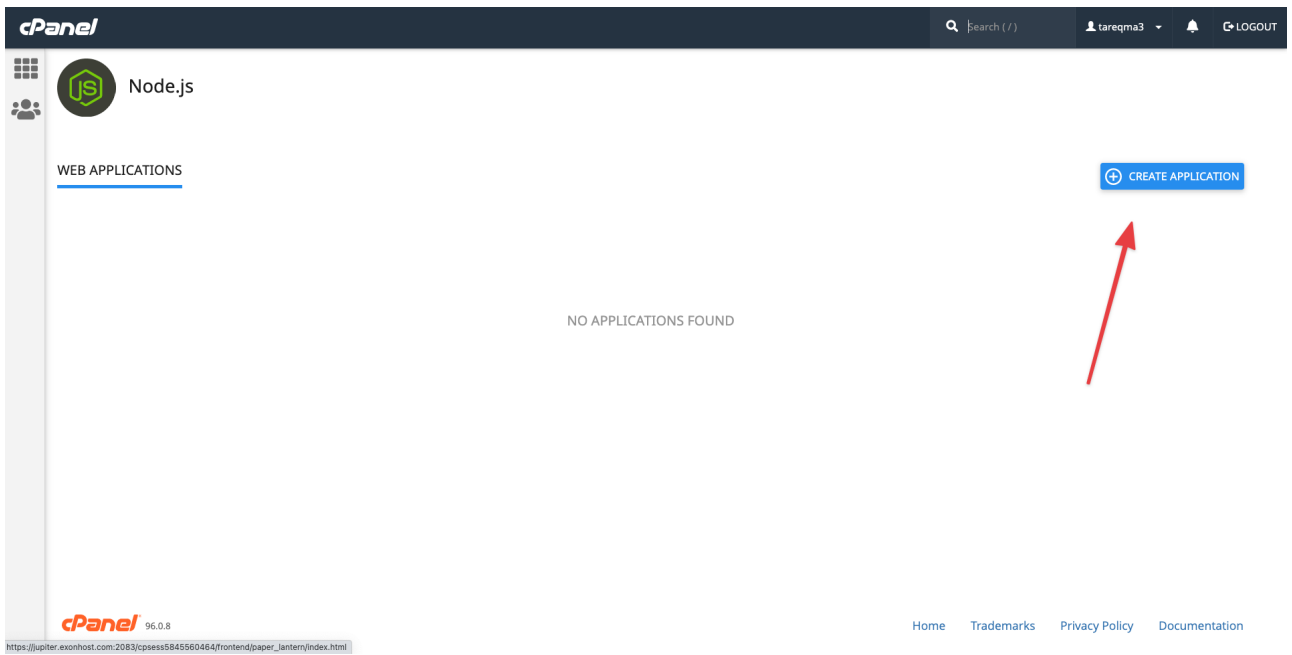 cPanel
Search ( / )
tareqma3
LOGOUT
JS
Node.js
WEB APPLICATIONS
CREATE APPLICATION
NO APPLICATIONS FOUND
cPanel 96.0.8
Home Trademarks Privacy Policy Documentation
https://jupiter.exonhost.com:2083/cpsess5845560464/frontend/paper_lantern/index.html